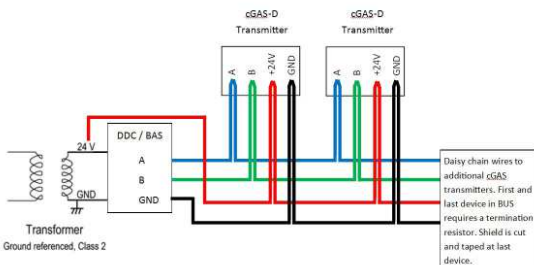 cGAS-D
Transmitter
cGAS-D
Transmitter
A
B
+24V
GND
A
B
+24V
GND
24 V
DDC / BAS
A
B
GND
GND
Transformer
Ground referenced, Class 2
Daisy chain wires to
additional cGAS
transmitters. First and
last device in BUS
requires a termination
resistor. Shield is cut
and taped at last
device.